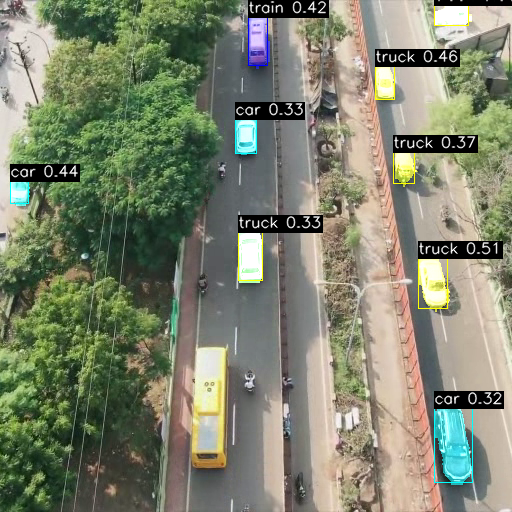 train 0.42
truck 0.46
car 0.33
truck 0.37
car 0.44
truck 0.33
truck 0.51
car 0.32